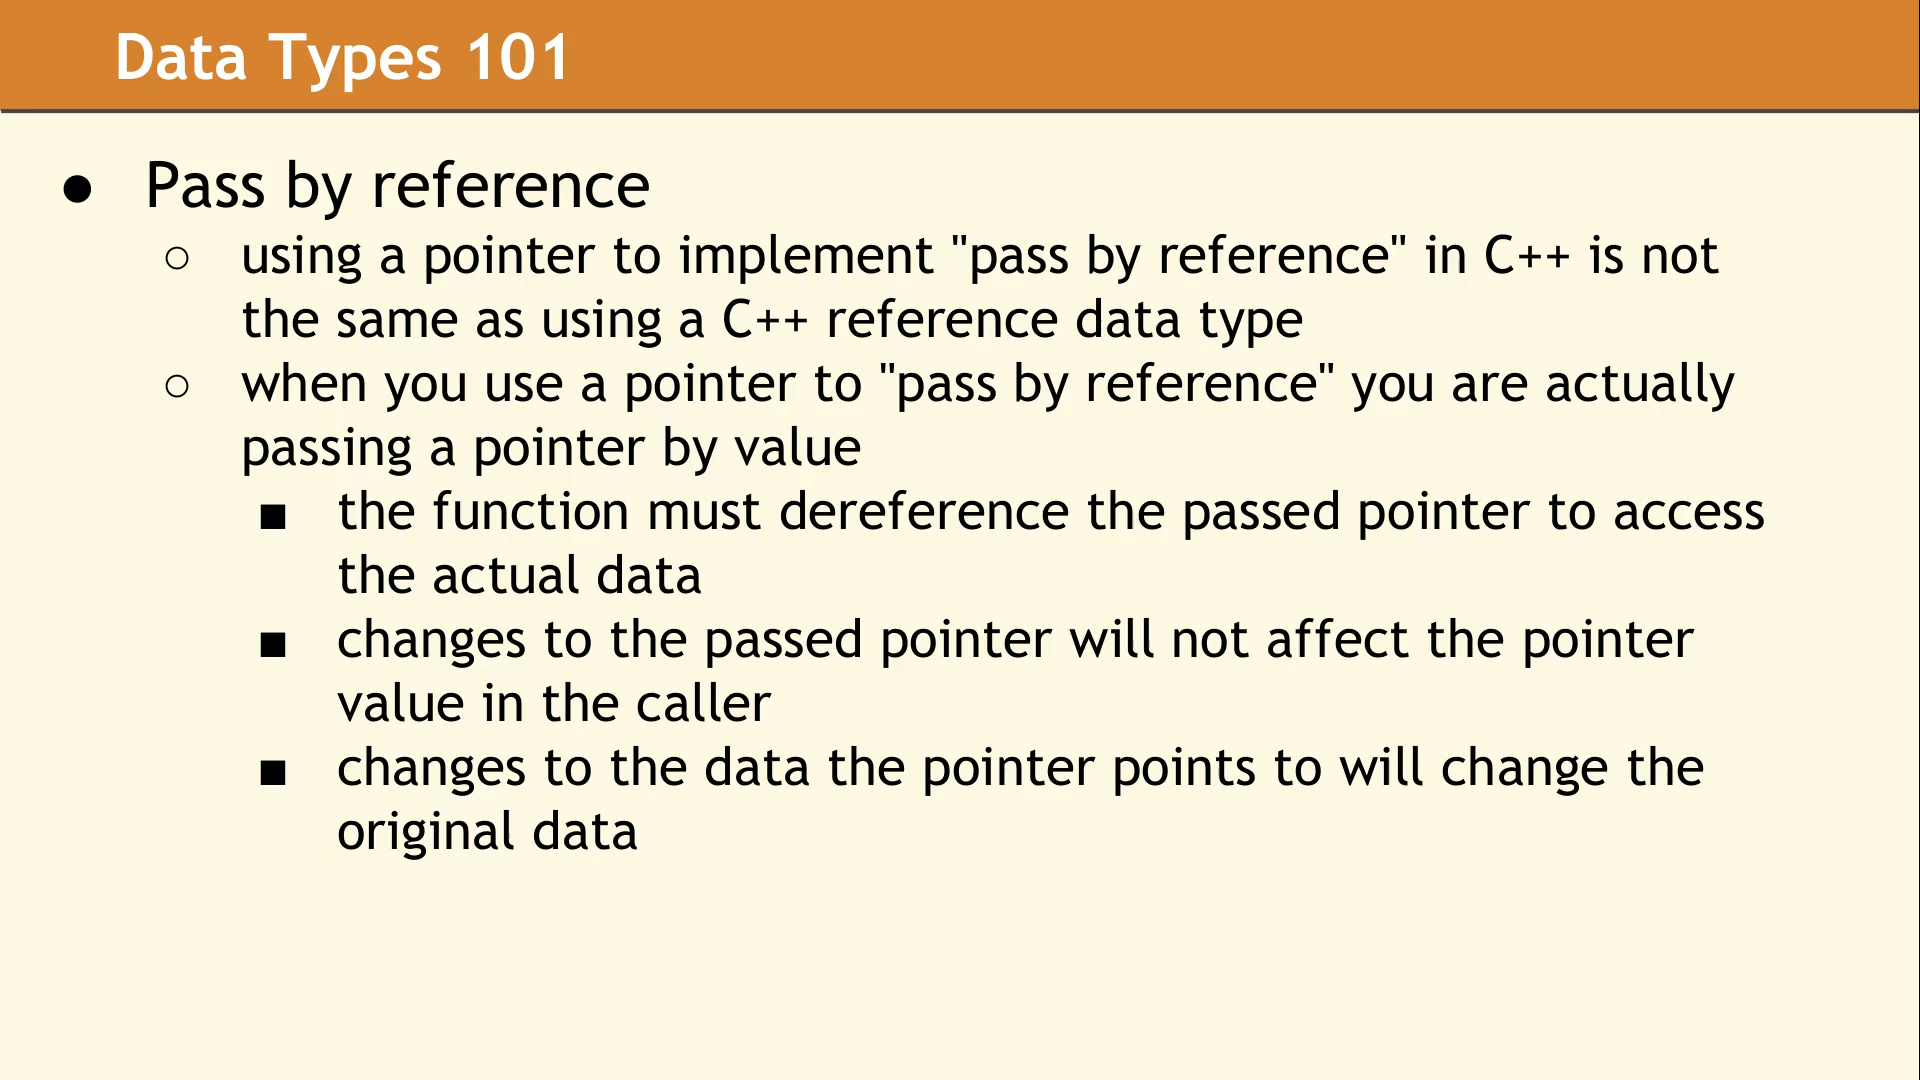 Data Types 101
● Pass by reference
○ using a pointer to implement "pass by reference" in C++ is not
the same as using a C++ reference data type
○ when you use a pointer to "pass by reference" you are actually
passing a pointer by value
■ the function must dereference the passed pointer to access
the actual data
■ changes to the passed pointer will not affect the pointer
value in the caller
■ changes to the data the pointer points to will change the
original data